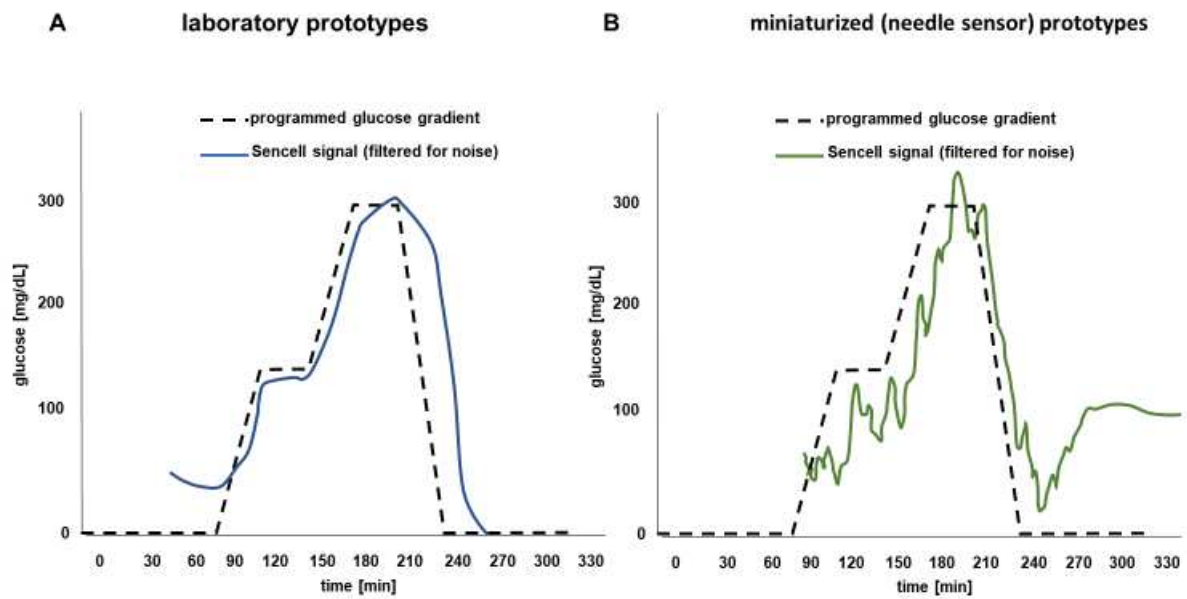 A laboratory prototypes
programmed glucose gradient
Sencell signal (filtered for noise)
300
200
100
0
glucose [mg/dL]
0 30 60 90 120 150 180 210 240 270 300 330
time [min]
B miniaturized (needle sensor) prototypes
programmed glucose gradient
Sencell signal (filtered for noise)
300
200
100
0
glucose [mg/dL]
0 30 60 90 120 150 180 210 240 270 300 330
time [min]